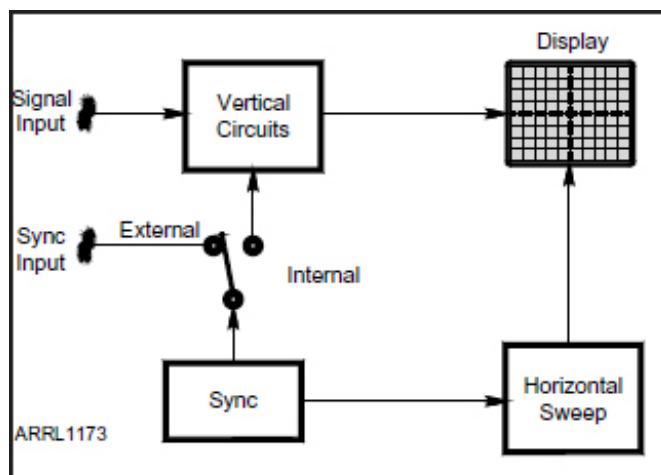 Display
Signal
Input
Vertical
Circuits
Sync
Input
External
Internal
Sync
Horizontal
Sweep
ARRL1173